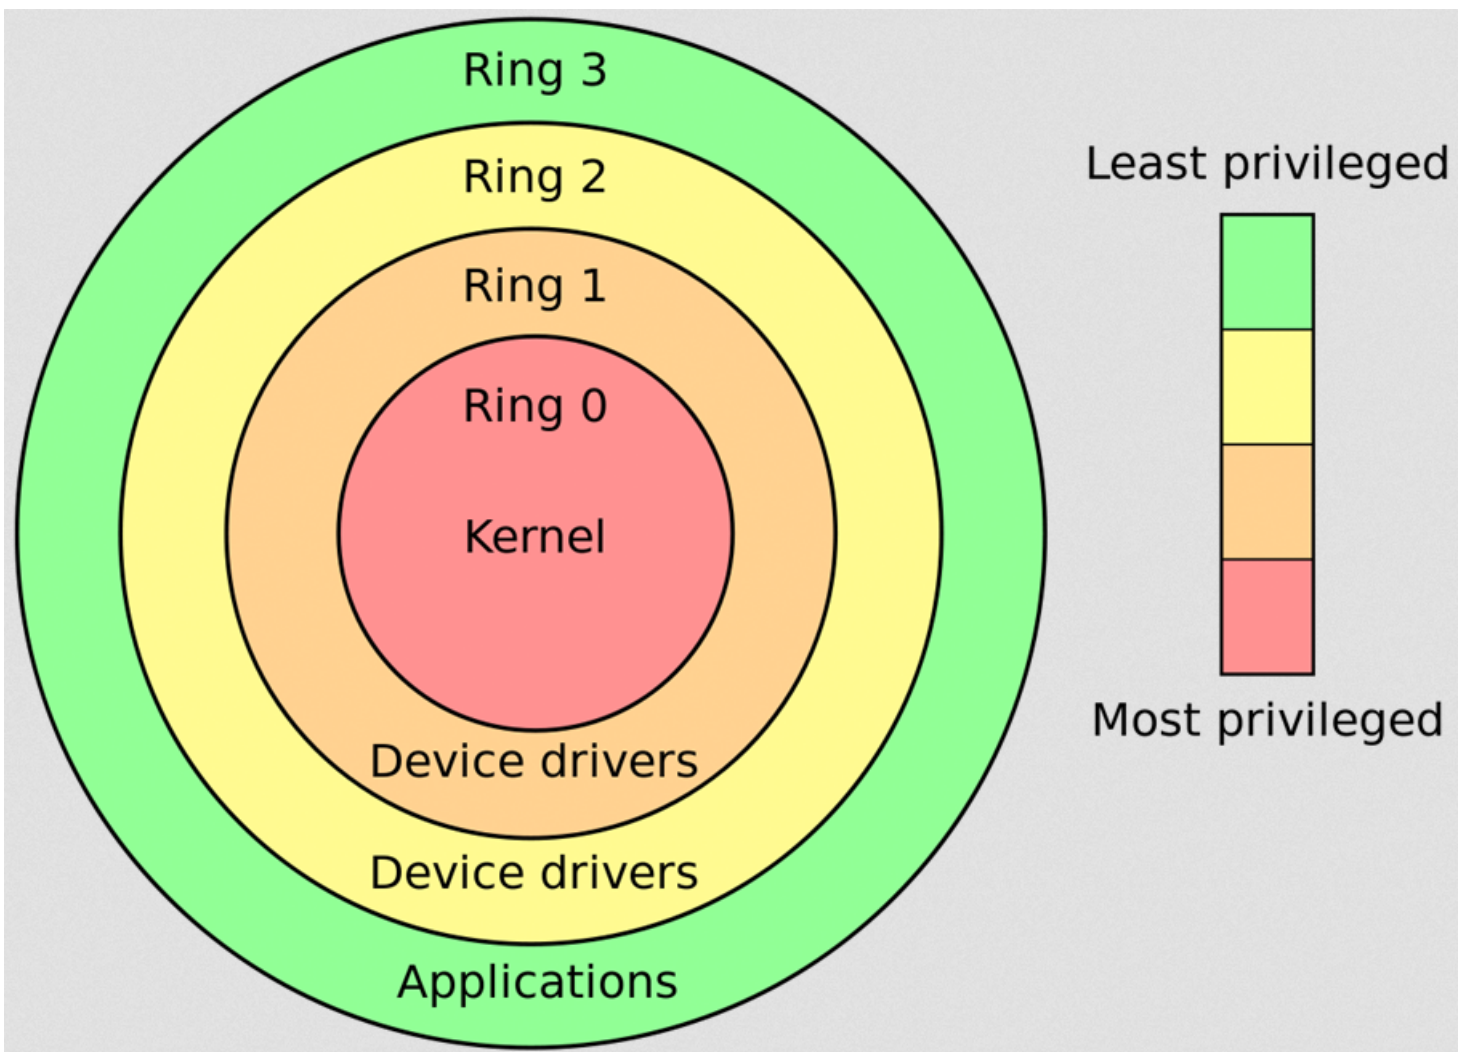 Ring 3
Ring 2
Ring 1
Ring 0
Kernel
Device drivers
Device drivers
Applications
Least privileged
Most privileged